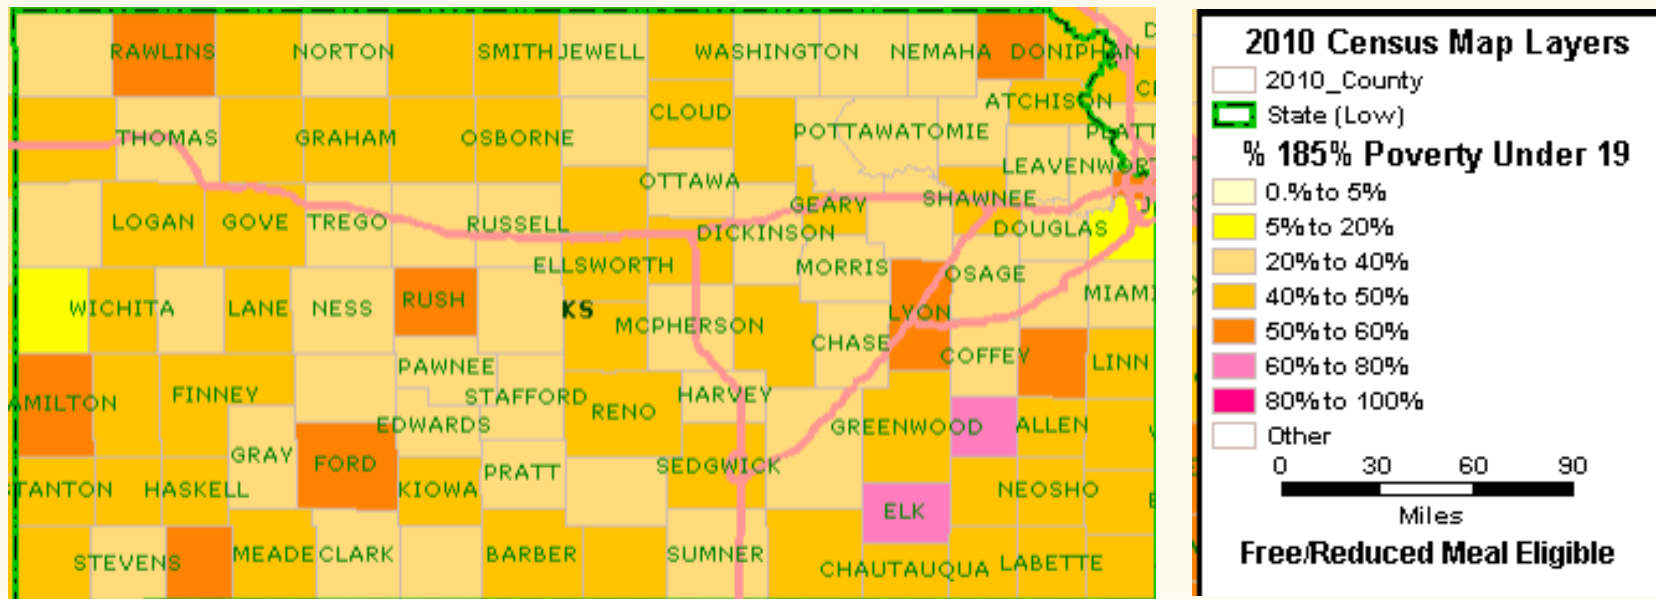 RAWLINS NORTON SMITH JEWELL WASHINGTON NEMAHA DONIPHAN
CLOUD ATCHISON
THOMAS GRAHAM OSBORNE POTTAWATOMIE PLATT
LEAVENWORT
OTTAWA
LOGAN GOVE TREGO RUSSELL GEARY SHAWNEE
DICKINSON DOUGLAS
ELLSWORTH MORRIS OSAGE
WICHITA LANE NESS RUSH KS MIAMI
MCPHERSON LYON
CHASE COFFEY LINN
PAWNEE
AMILTON FINNEY STAFFORD RENO HARVEY
EDWARDS GREENWOOD ALLEN
GRAY FORD PRATT SEDGWICK
TANTON HASKELL KIOWA NEOSHO
ELK
STEVENS MEADE CLARK BARBER SUMNER CHAUTAUQUA LABETTE
2010 Census Map Layers
2010_County
State (Low)
% 185% Poverty Under 19
0.% to 5%
5% to 20%
20% to 40%
40% to 50%
50% to 60%
60% to 80%
80% to 100%
Other
0 30 60 90
Miles
Free/Reduced Meal Eligible